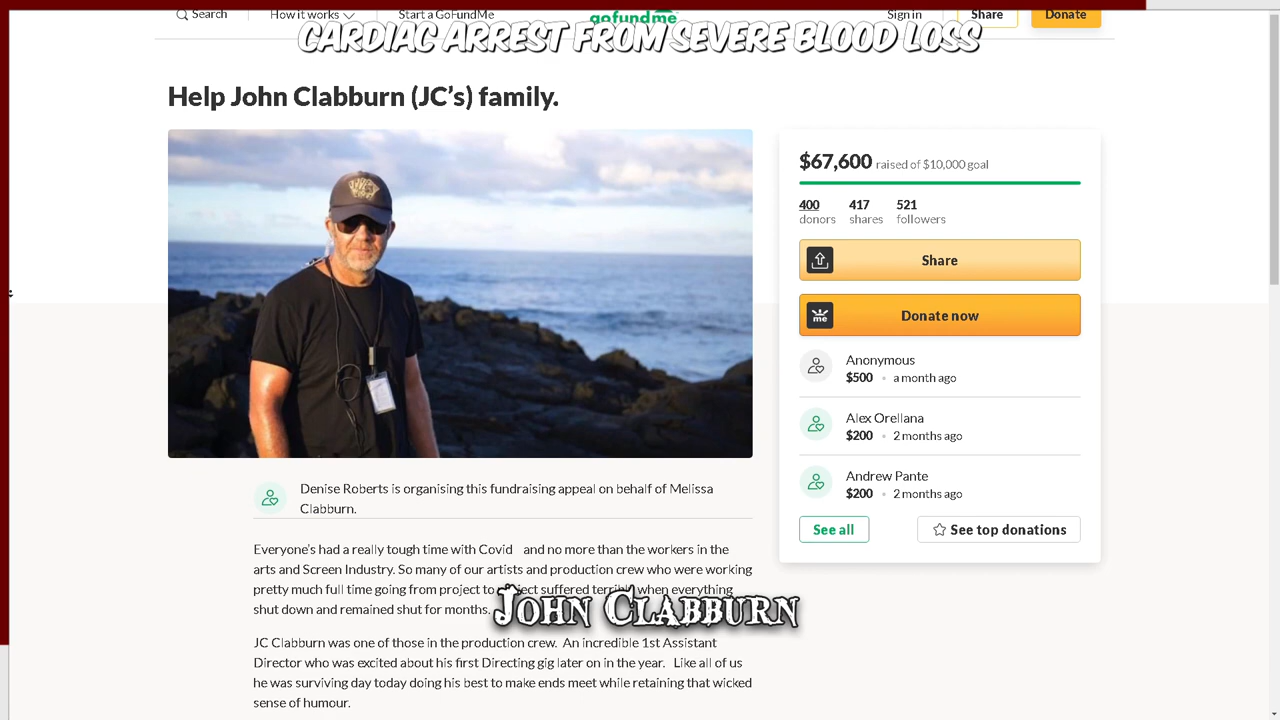 Search How it works Start a GoFundMe gofundme Sign in Share Donate
CARDIAC ARREST FROM SEVERE BLOOD LOSS
Help John Clabburn (JC’s) family.
$67,600 raised of $10,000 goal
400 donors
417 shares
521 followers
Share
me Donate now
Anonymous
$500 • a month ago
Alex Orellana
$200 • 2 months ago
Andrew Pante
$200 • 2 months ago
See all
See top donations
Denise Roberts is organising this fundraising appeal on behalf of Melissa
Clabburn.
Everyone’s had a really tough time with Covid and no more than the workers in the
arts and Screen Industry. So many of our artists and production crew who were working
pretty much full time going from project to suffered when everything
shut down and remained shut for months.
John Clabburn
JC Clabburn was one of those in the production crew. An incredible 1st Assistant
Director who was excited about his first Directing gig later on in the year. Like all of us
he was surviving day today doing his best to make ends meet while retaining that wicked
sense of humour.